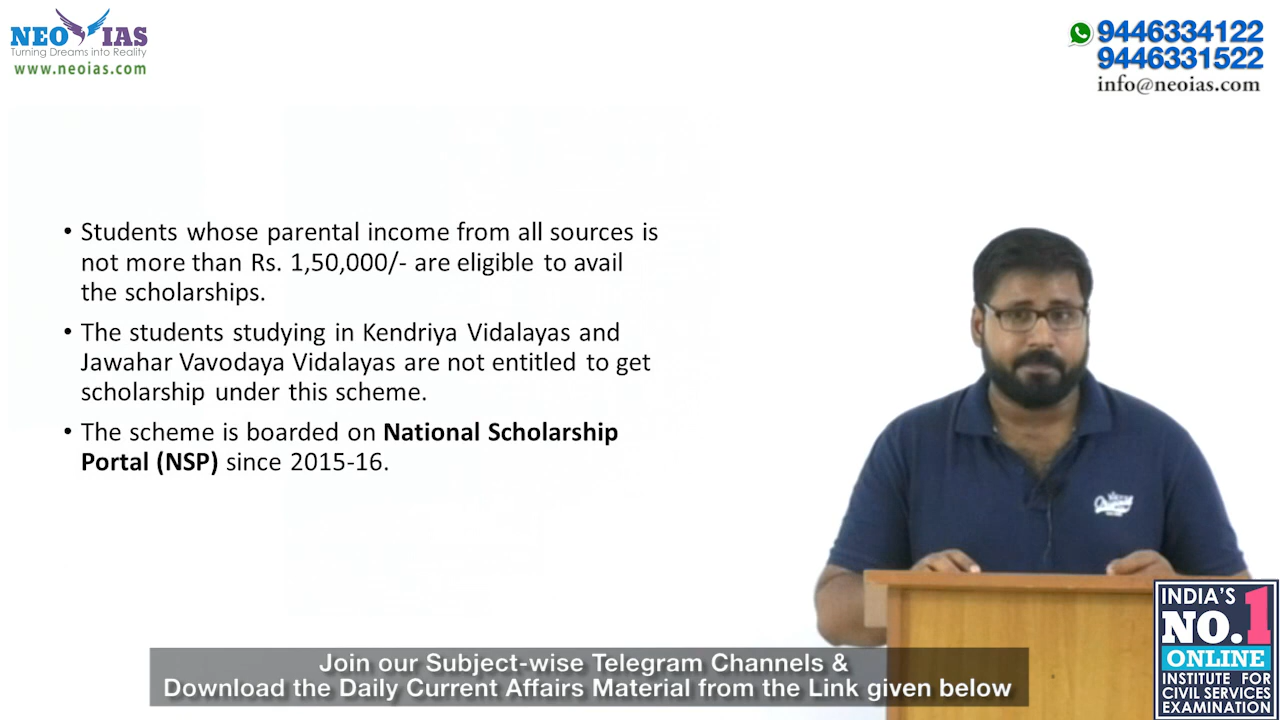 NEO IAS
Turning Dreams into Reality
www.neoias.com
9446334122
9446331522
info@neoias.com
• Students whose parental income from all sources is
not more than Rs. 1,50,000/- are eligible to avail
the scholarships.
• The students studying in Kendriya Vidalayas and
Jawahar Vavodaya Vidalayas are not entitled to get
scholarship under this scheme.
• The scheme is boarded on National Scholarship
Portal (NSP) since 2015-16.
INDIA'S
NO.1
ONLINE
INSTITUTE FOR
CIVIL SERVICES
EXAMINATION
Join our Subject-wise Telegram Channels &
Download the Daily Current Affairs Material from the Link given below